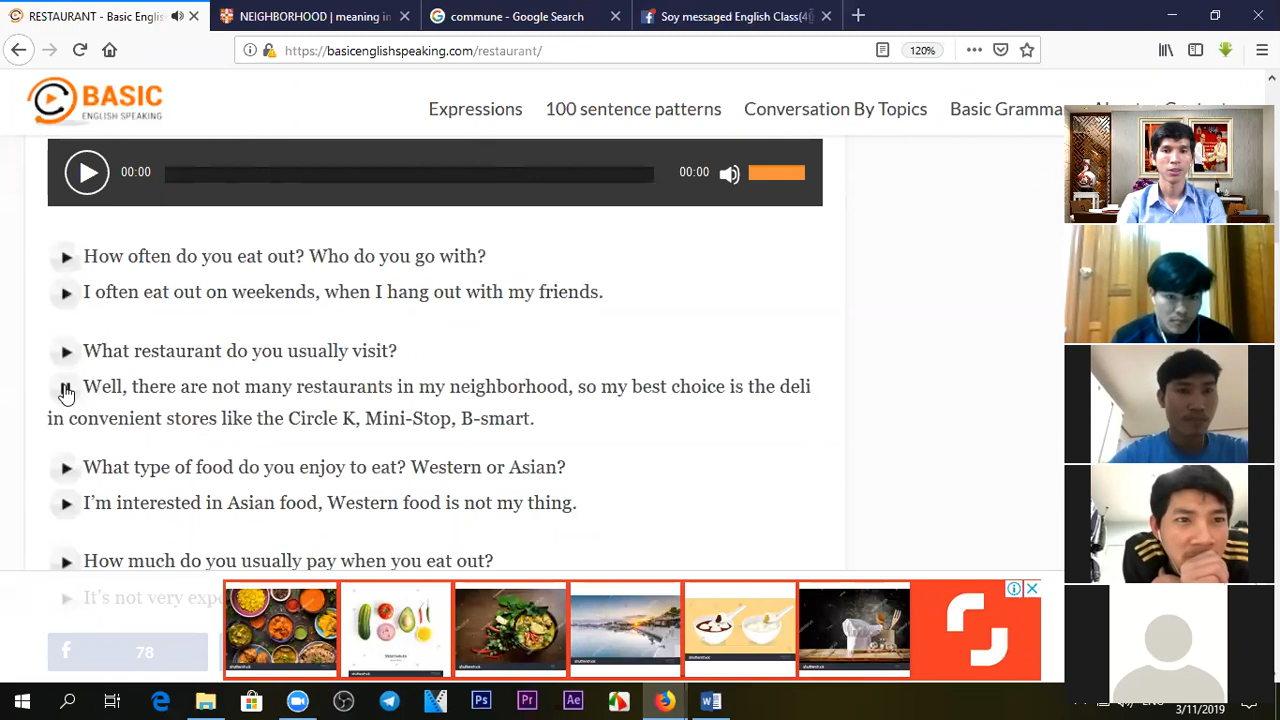 RESTAURANT - Basic Englis
NEIGHBORHOOD | meaning in
commune - Google Search
Soy messaged English Class(4
https://basicenglishspeaking.com/restaurant/
120%
BASIC
ENGLISH SPEAKING
Expressions
100 sentence patterns
Conversation By Topics
Basic Gramma
00:00
00:00
How often do you eat out? Who do you go with?
I often eat out on weekends, when I hang out with my friends.
What restaurant do you usually visit?
Well, there are not many restaurants in my neighborhood, so my best choice is the deli
in convenient stores like the Circle K, Mini-Stop, B-smart.
What type of food do you enjoy to eat? Western or Asian?
I'm interested in Asian food, Western food is not my thing.
How much do you usually pay when you eat out?
It's not very expe
f 78
Ps
Pr
Ae
ENG
3/11/2019